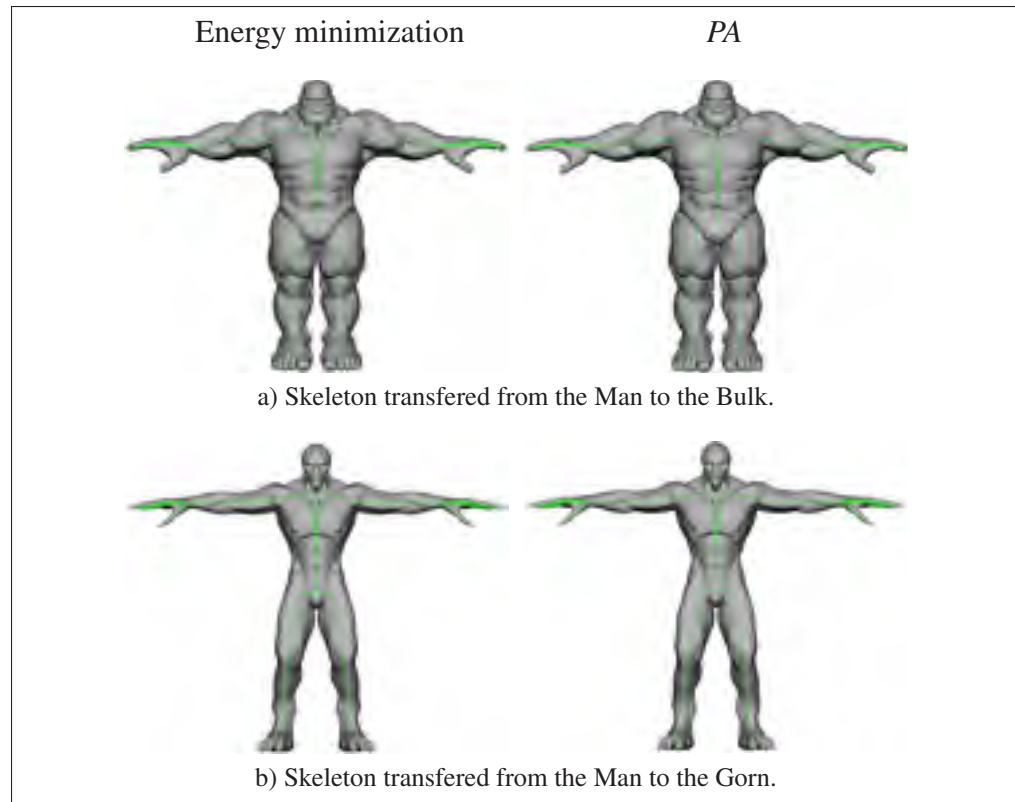 Energy minimization PA
a) Skeleton transfered from the Man to the Bulk.
b) Skeleton transfered from the Man to the Gorn.